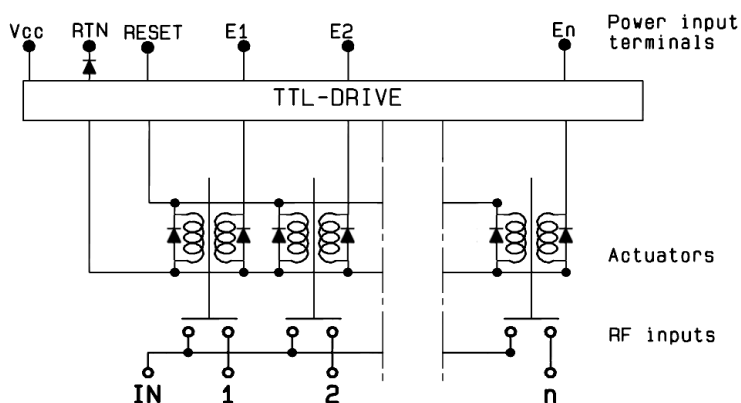 Vcc RTN RESET E1 E2 En Power input
terminals
TTL-DRIVE
Actuators
RF inputs
IN 1 2 n